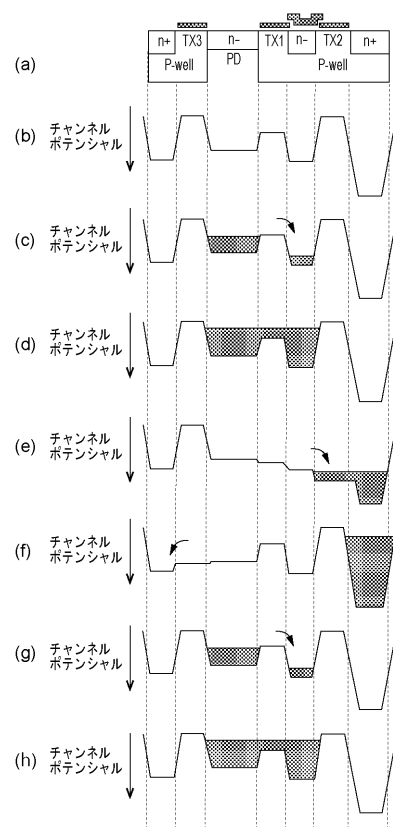 n+ TX3 n- TX1 n- TX2 n+
(a) P-well PD P-well
(b) チャンネル
ポテンシャル
(c) チャンネル
ポテンシャル
(d) チャンネル
ポテンシャル
(e) チャンネル
ポテンシャル
(f) チャンネル
ポテンシャル
(g) チャンネル
ポテンシャル
(h) チャンネル
ポテンシャル